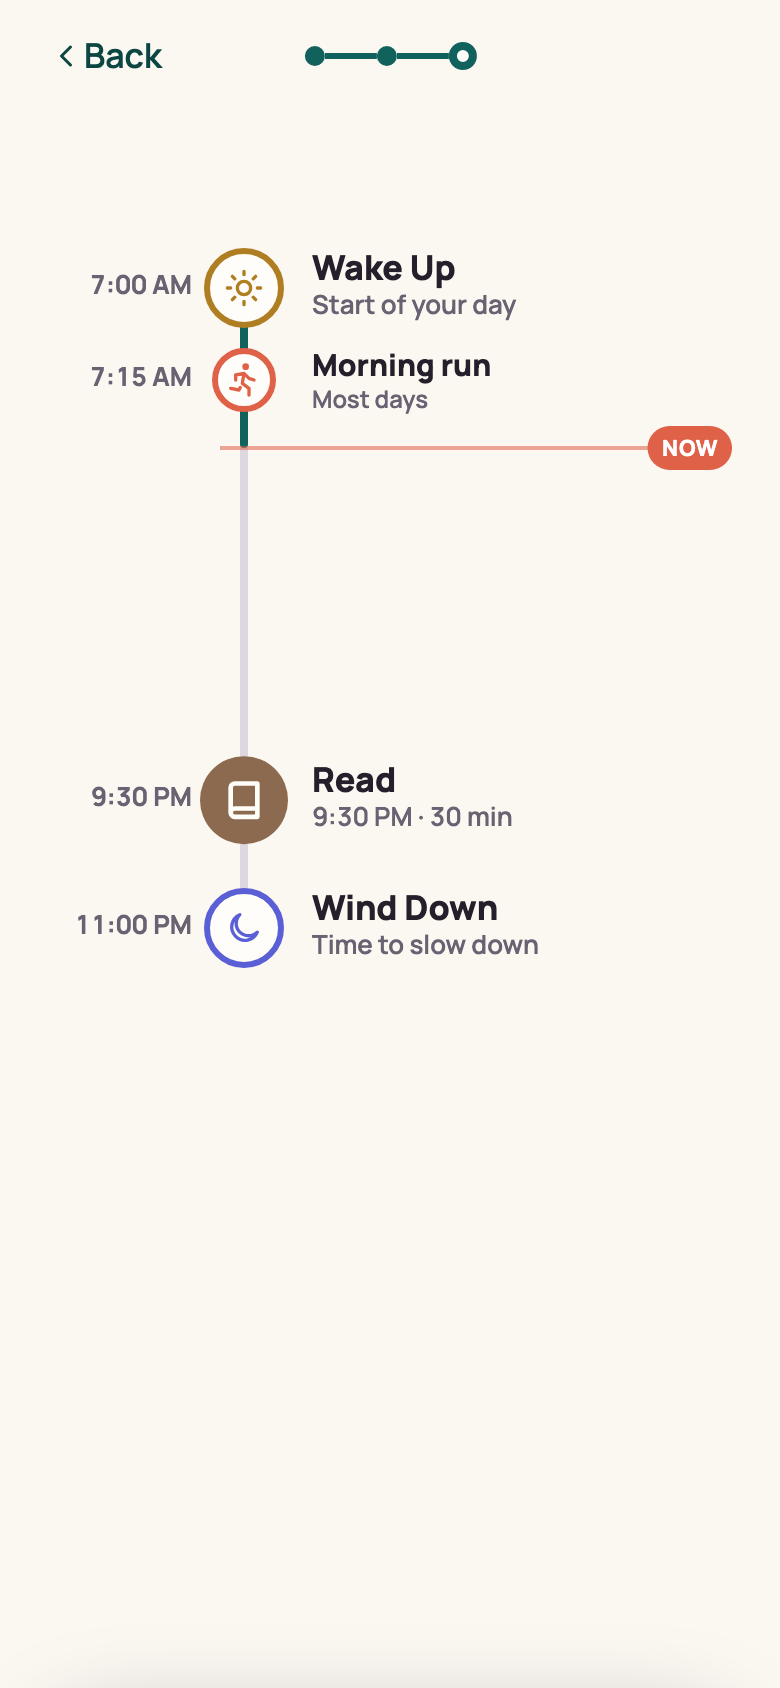 Back
7:00 AM
Wake Up
Start of your day
7:15 AM
Morning run
Most days
NOW
9:30 PM
Read
9:30 PM · 30 min
11:00 PM
Wind Down
Time to slow down